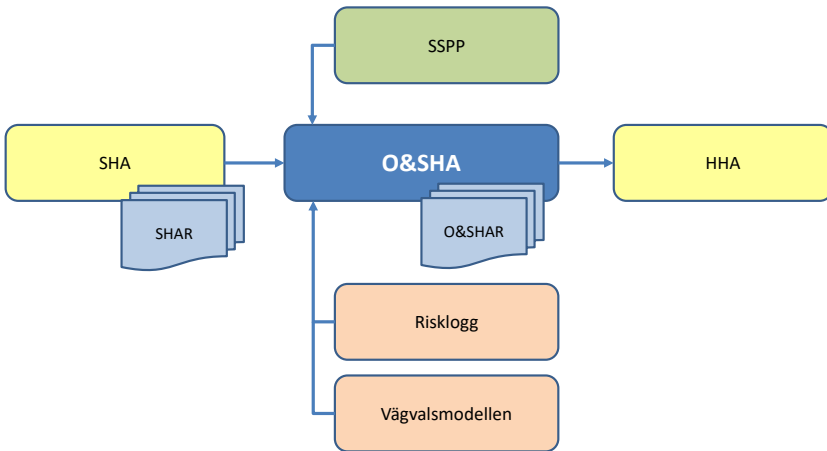 SSPP
SHA
O&SHA
HHA
SHAR
O&SHAR
Risklogg
Vägvalsmodellen